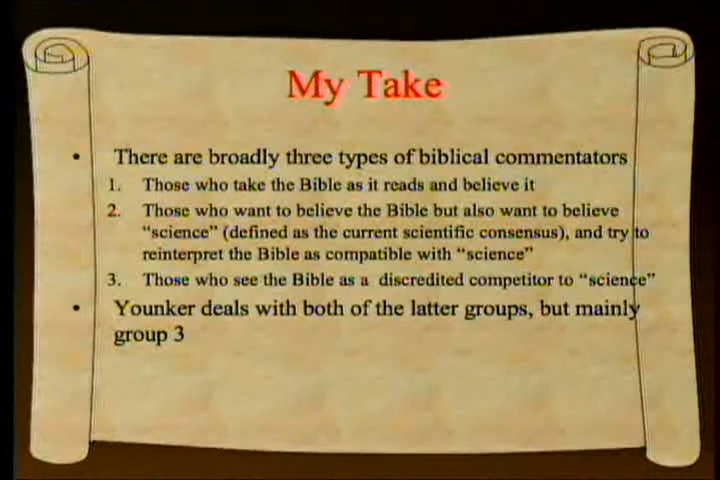 My Take
• There are broadly three types of biblical commentators
1. Those who take the Bible as it reads and believe it
2. Those who want to believe the Bible but also want to believe
“science” (defined as the current scientific consensus), and try to
reinterpret the Bible as compatible with “science”
3. Those who see the Bible as a discredited competitor to “science”
• Younker deals with both of the latter groups, but mainly
group 3